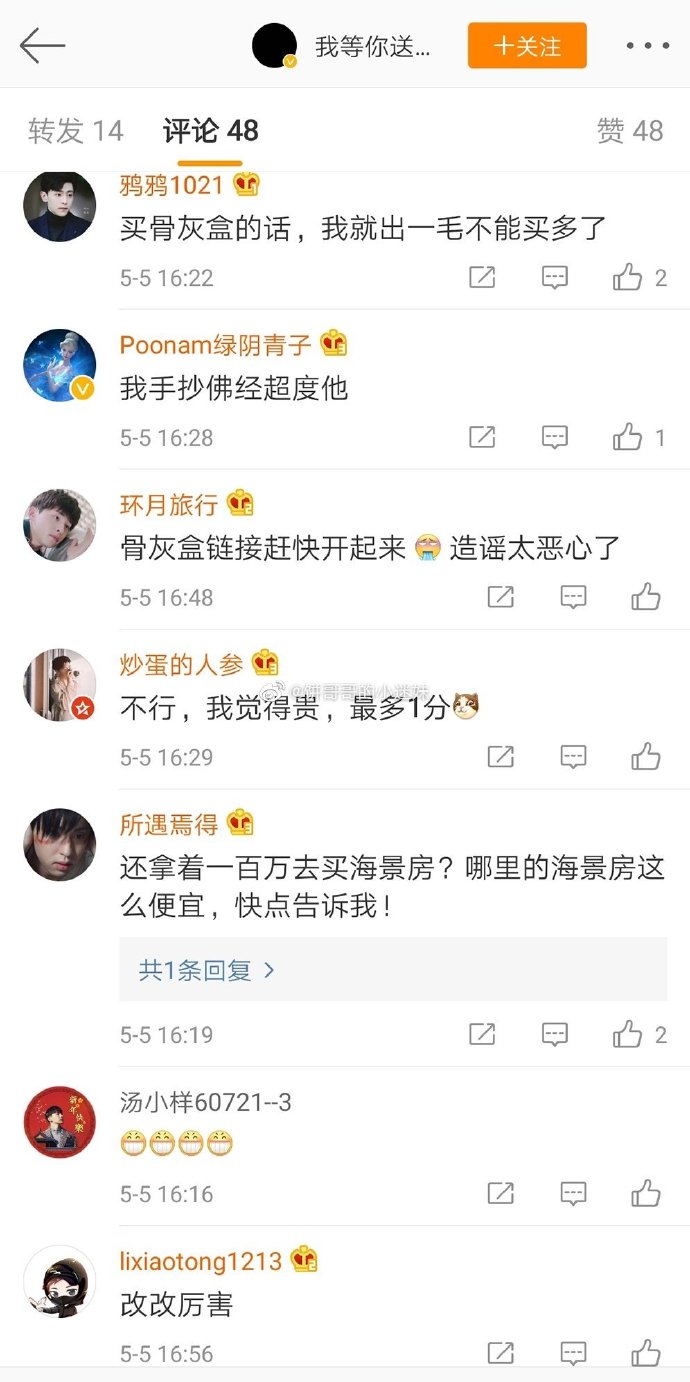 我等你送...
十关注
转发 14
评论 48
赞 48
鸦鸦1021
买骨灰盒的话，我就出一毛不能买多了
5-5 16:22
2
Poonam绿阴青子
我手抄佛经超度他
5-5 16:28
1
环月旅行
骨灰盒链接赶快开起来 造谣太恶心了
5-5 16:48
炒蛋的人参
不行，我觉得贵，最多1分
5-5 16:29
所遇焉得
还拿着一百万去买海景房？哪里的海景房这
么便宜，快点告诉我！
共1条回复
5-5 16:19
2
汤小样60721--3
5-5 16:16
lixiaotong1213
改改厉害
5-5 16:56